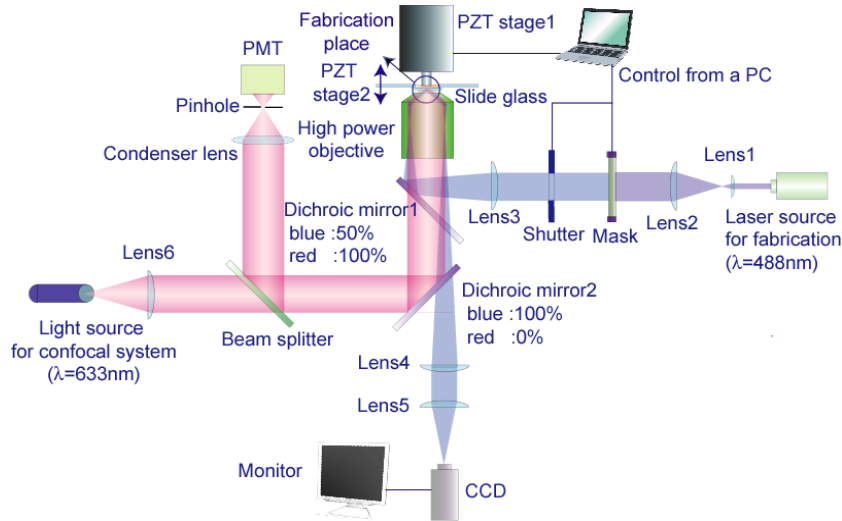 Fabrication
place
PZT stage1
PMT
PZT
stage2
Control from a PC
Pinhole
Slide glass
Condenser lens
High power
objective
Lens1
Dichroic mirror1
blue :50%
red :100%
Lens3
Shutter
Mask
Lens2
Laser source
for fabrication
(λ=488nm)
Lens6
Light source
for confocal system
(λ=633nm)
Beam splitter
Dichroic mirror2
blue :100%
red :0%
Lens4
Lens5
Monitor
CCD